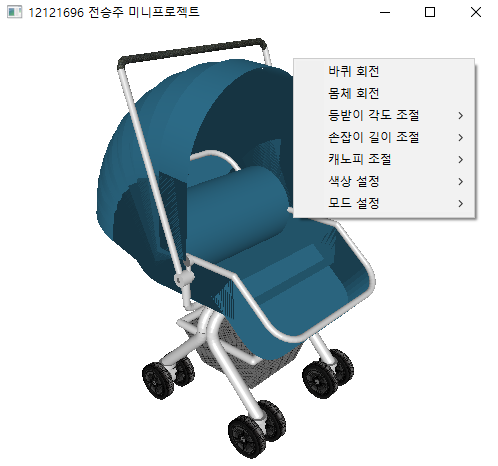 12121696 전승주 미니프로젝트
바퀴 회전
몸체 회전
등받이 각도 조절
손잡이 길이 조절
캐노피 조절
색상 설정
모드 설정